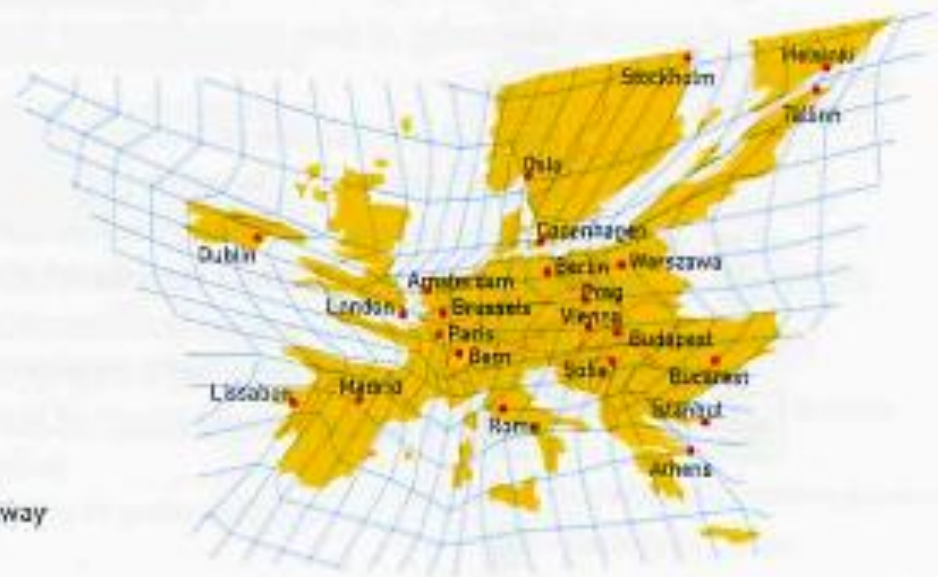 Helsinki
Stockholm
Tallinn
Oslo
Copenhagen
Dublin
Berlin
Warszawa
Amsterdam
Prag
London
Brussels
Vienna
Paris
Budapest
Bern
Sofia
Bucarest
Lissabon
Madrid
Istanbul
Rome
Athens
way